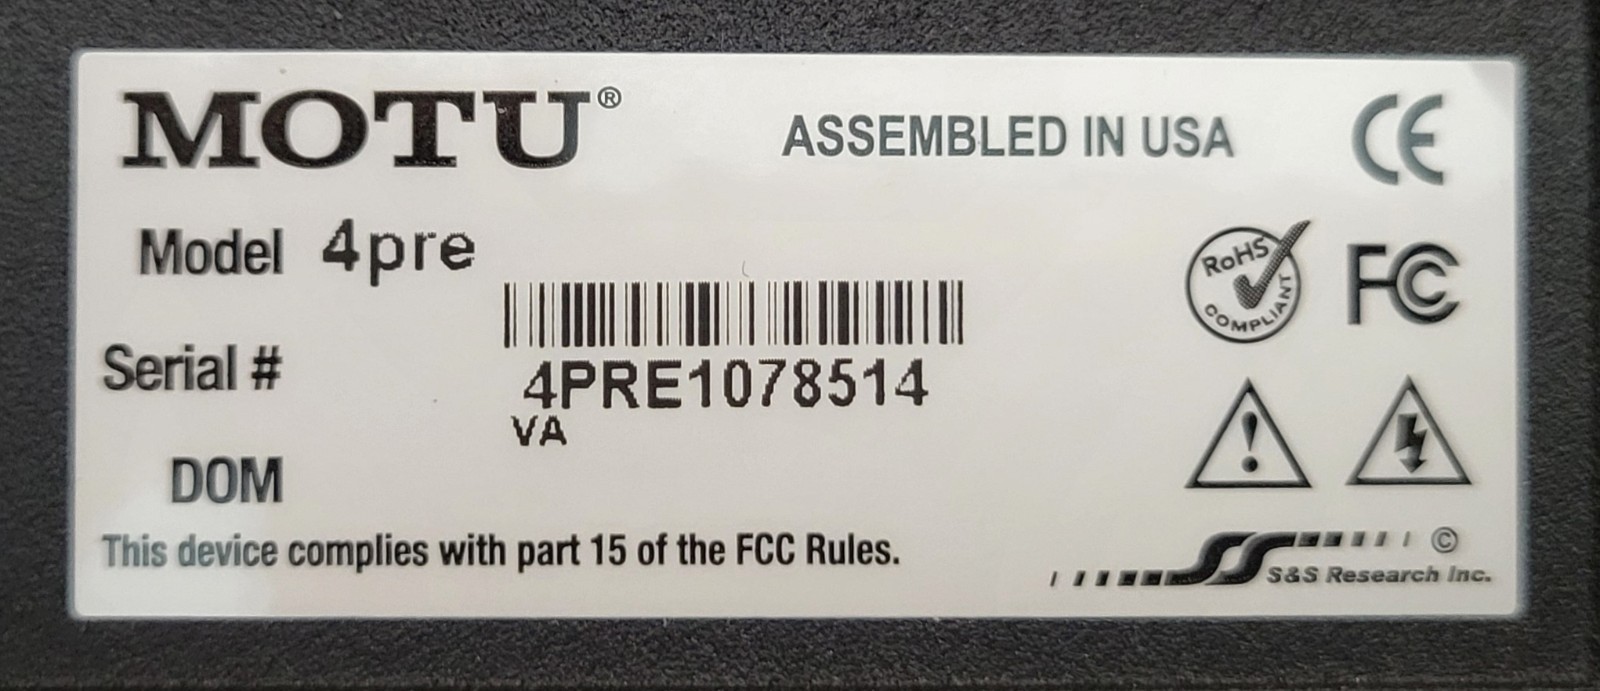 MOTU®
ASSEMBLED IN USA
CE
Model 4pre
RoHS
COMPLIANT
FC
Serial #
4PRE1078514
VA
DOM
This device complies with part 15 of the FCC Rules.
SS ©
S&S Research Inc.